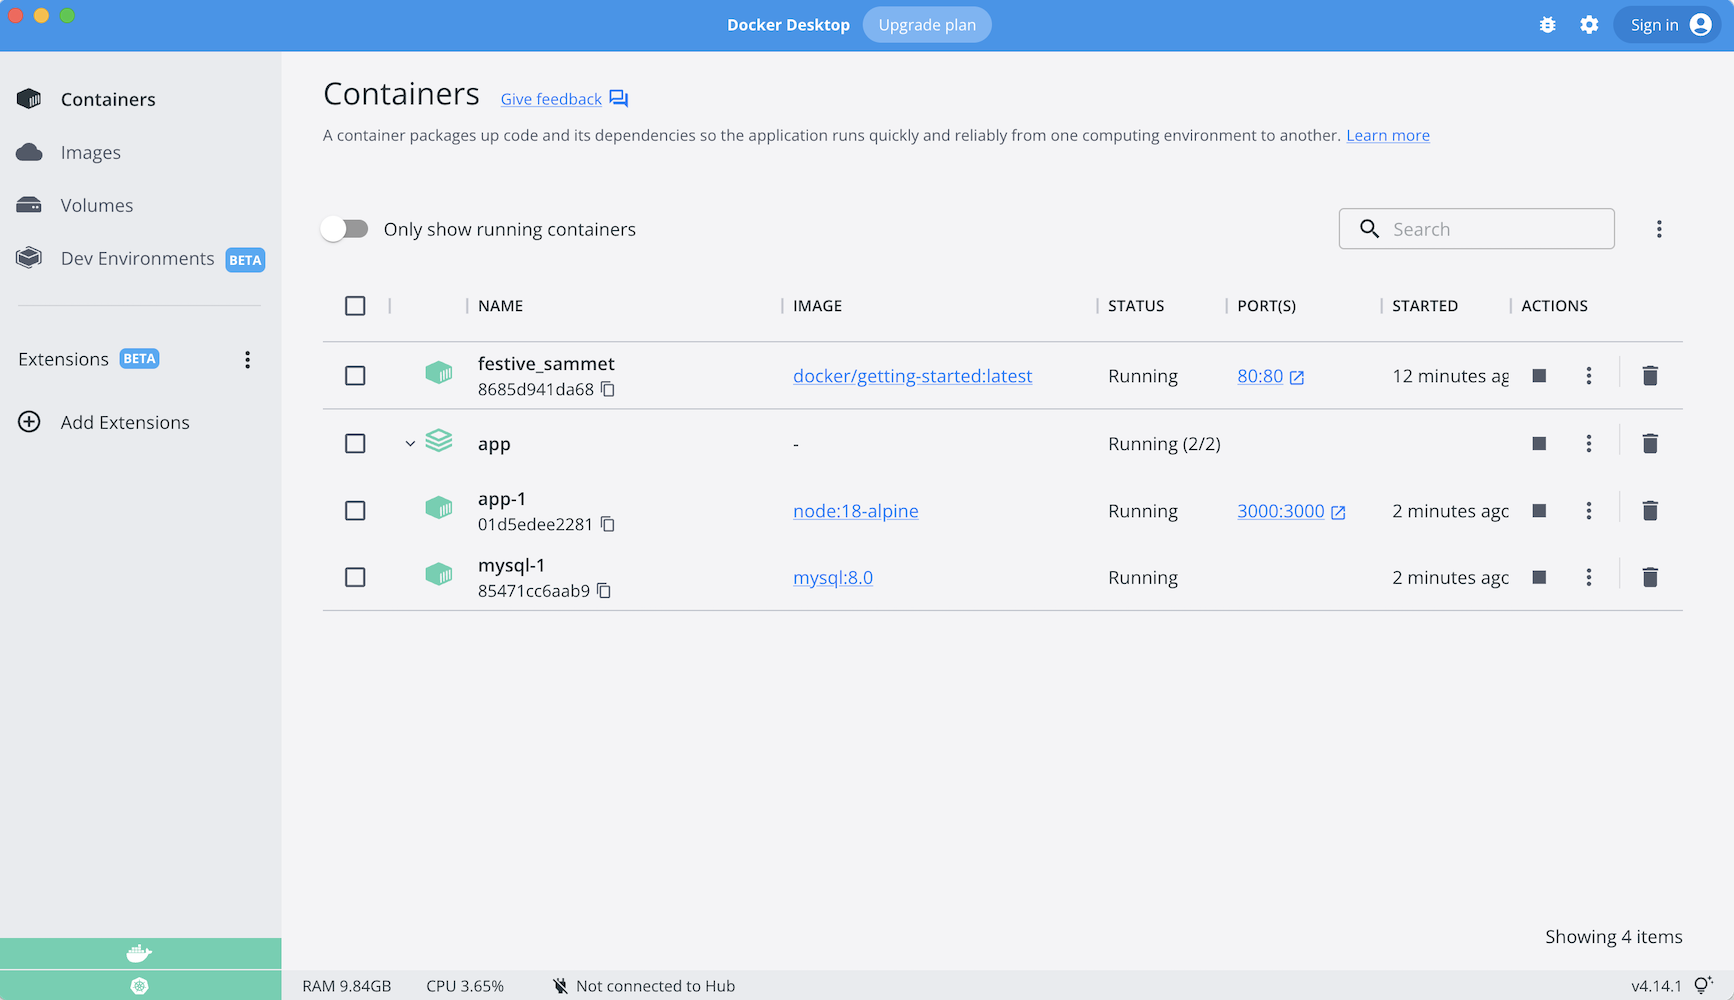 Docker Desktop Upgrade plan Sign in
Containers
Images
Volumes
Dev Environments BETA
Extensions BETA
Add Extensions
Containers Give feedback
A container packages up code and its dependencies so the application runs quickly and reliably from one computing environment to another. Learn more
Only show running containers Search
NAME IMAGE STATUS PORT(S) STARTED ACTIONS
festive_sammet
8685d941da68 docker/getting-started:latest Running 80:80 12 minutes ag
app - Running (2/2)
app-1
01d5edee2281 node:18-alpine Running 3000:3000 2 minutes agc
mysql-1
85471cc6aab9 mysql:8.0 Running 2 minutes agc
Showing 4 items
RAM 9.84GB CPU 3.65% Not connected to Hub v4.14.1